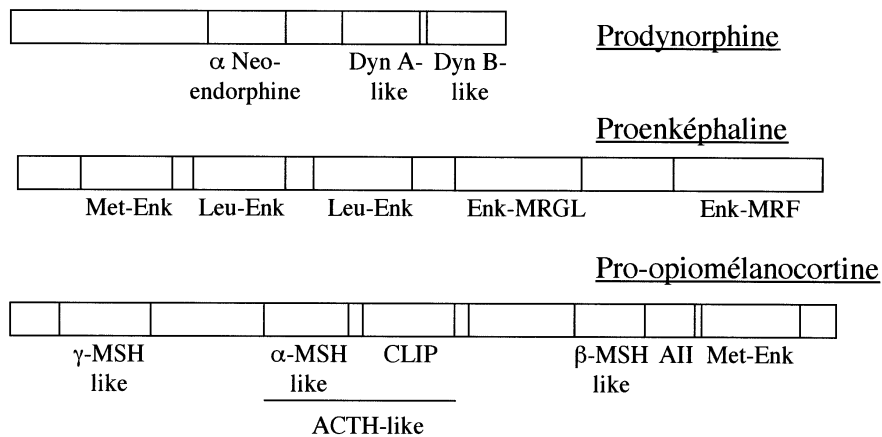 Prodynorphine
α Neo-
endorphine
Dyn A-
like
Dyn B-
like
Proenképhaline
Met-Enk Leu-Enk Leu-Enk Enk-MRGL Enk-MRF
Pro-opiomélanocortine
γ-MSH
like
α-MSH
like
CLIP
β-MSH
like
AII Met-Enk
ACTH-like